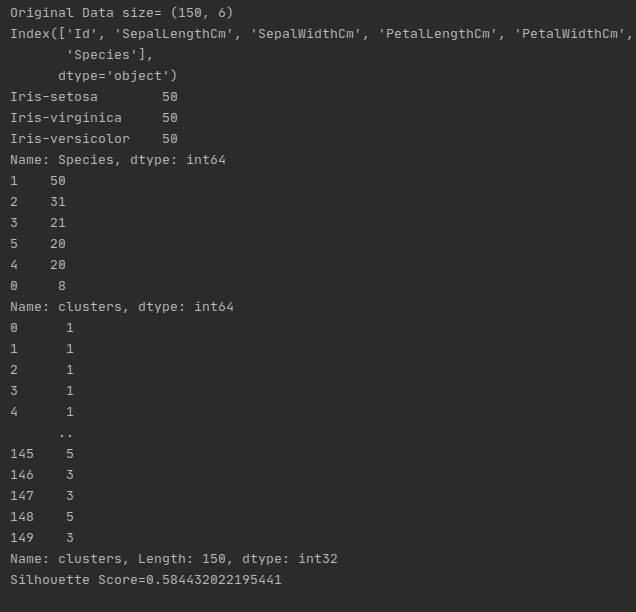 Original Data size= (150, 6)
Index(['Id', 'SepalLengthCm', 'SepalWidthCm', 'PetalLengthCm', 'PetalWidthCm',
       'Species'],
      dtype='object')
Iris-setosa        50
Iris-virginica     50
Iris-versicolor    50
Name: Species, dtype: int64
1    50
2    31
3    21
5    20
4    20
0     8
Name: clusters, dtype: int64
0      1
1      1
2      1
3      1
4      1
      ..
145    5
146    3
147    3
148    5
149    3
Name: clusters, Length: 150, dtype: int32
Silhouette Score=0.584432022195441